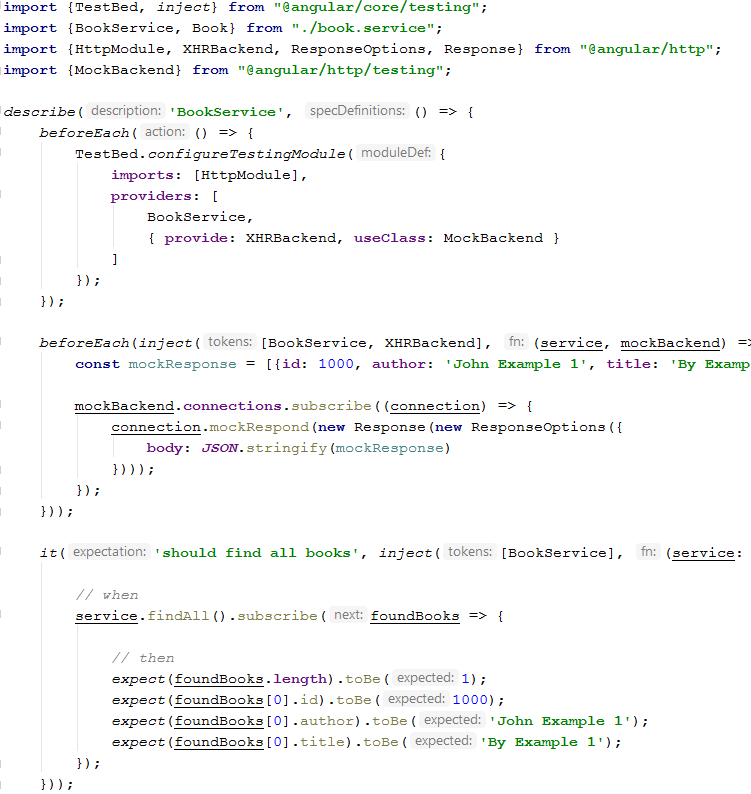 import {TestBed, inject} from "@angular/core/testing";
import {BookService, Book} from "./book.service";
import {HttpModule, XHRBackend, ResponseOptions, Response} from "@angular/http";
import {MockBackend} from "@angular/http/testing";
describe( description: 'BookService', specDefinitions: () => {
beforeEach( action: () => {
TestBed.configureTestingModule( moduleDef: {
imports: [HttpModule],
providers: [
BookService,
{ provide: XHRBackend, useClass: MockBackend }
]
});
});
beforeEach(inject( tokens: [BookService, XHRBackend], fn: (service, mockBackend) =>
const mockResponse = [{id: 1000, author: 'John Example 1', title: 'By Examp
mockBackend.connections.subscribe((connection) => {
connection.mockRespond(new Response(new ResponseOptions({
body: JSON.stringify(mockResponse)
})));
});
}));
it( expectation: 'should find all books', inject( tokens: [BookService], fn: (service:
// when
service.findAll().subscribe( next: foundBooks => {
// then
expect(foundBooks.length).toBe( expected: 1);
expect(foundBooks[0].id).toBe( expected: 1000);
expect(foundBooks[0].author).toBe( expected: 'John Example 1');
expect(foundBooks[0].title).toBe( expected: 'By Example 1');
});
}));